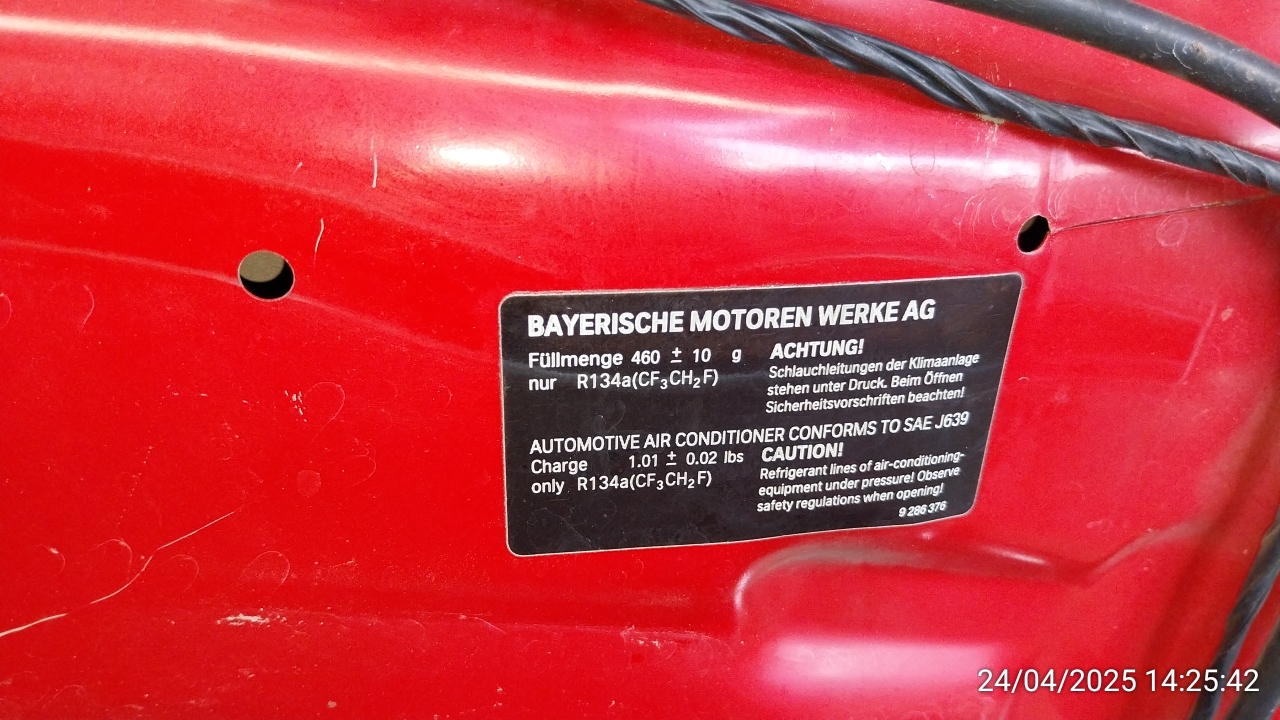 BAYERISCHE MOTOREN WERKE AG
Füllmenge 460 ± 10 g
nur R134a(CF₃CH₂F)
ACHTUNG!
Schlauchleitungen der Klimaanlage
stehen unter Druck. Beim Öffnen
Sicherheitsvorschriften beachten!
AUTOMOTIVE AIR CONDITIONER CONFORMS TO SAE J639
Charge 1.01 ± 0.02 lbs
only R134a(CF₃CH₂F)
CAUTION!
Refrigerant lines of air-conditioning-
equipment under pressure! Observe
safety regulations when opening!
9 286 376
24/04/2025 14:25:42